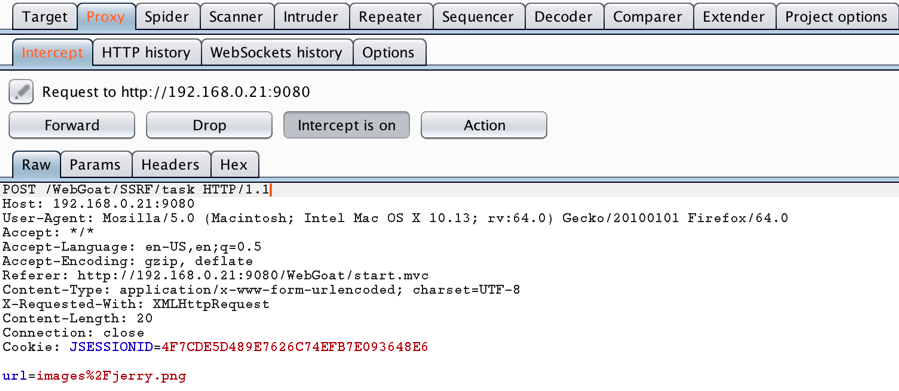 Target Proxy Spider Scanner Intruder Repeater Sequencer Decoder Comparer Extender Project options
Intercept HTTP history WebSockets history Options
Request to http://192.168.0.21:9080
Forward Drop Intercept is on Action
Raw Params Headers Hex
POST /WebGoat/SSRF/task HTTP/1.1
Host: 192.168.0.21:9080
User-Agent: Mozilla/5.0 (Macintosh; Intel Mac OS X 10.13; rv:64.0) Gecko/20100101 Firefox/64.0
Accept: */*
Accept-Language: en-US,en;q=0.5
Accept-Encoding: gzip, deflate
Referer: http://192.168.0.21:9080/WebGoat/start.mvc
Content-Type: application/x-www-form-urlencoded; charset=UTF-8
X-Requested-With: XMLHttpRequest
Content-Length: 20
Connection: close
Cookie: JSESSIONID=4F7CDE5D489E7626C74EFB7E093648E6
url=images%2Fjerry.png